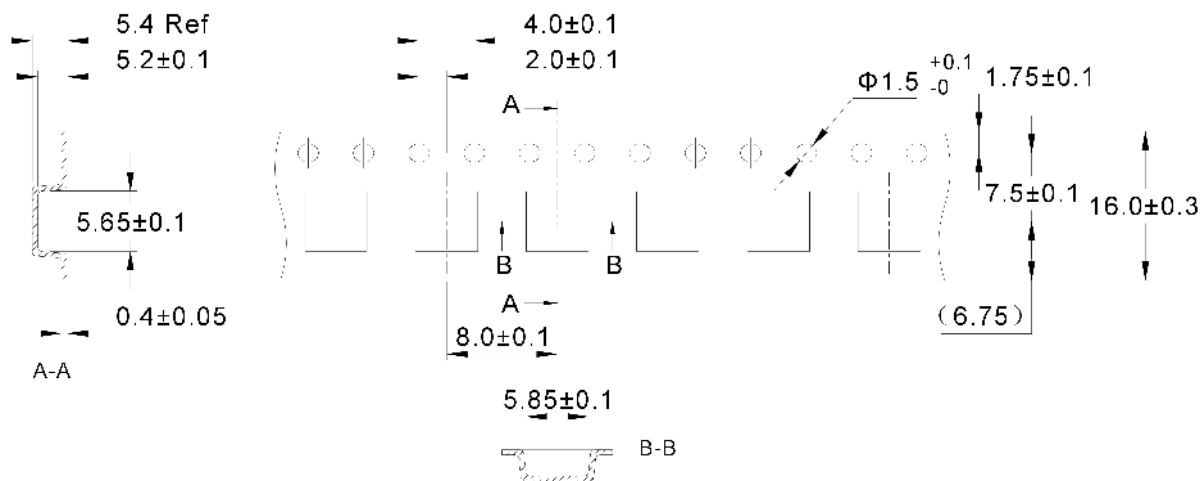 5.4 Ref
5.2±0.1
4.0±0.1
2.0±0.1
Φ1.5 +0.1 -0
1.75±0.1
A
5.65±0.1
7.5±0.1
16.0±0.3
B
B
A
0.4±0.05
(6.75)
8.0±0.1
A-A
5.85±0.1
B-B